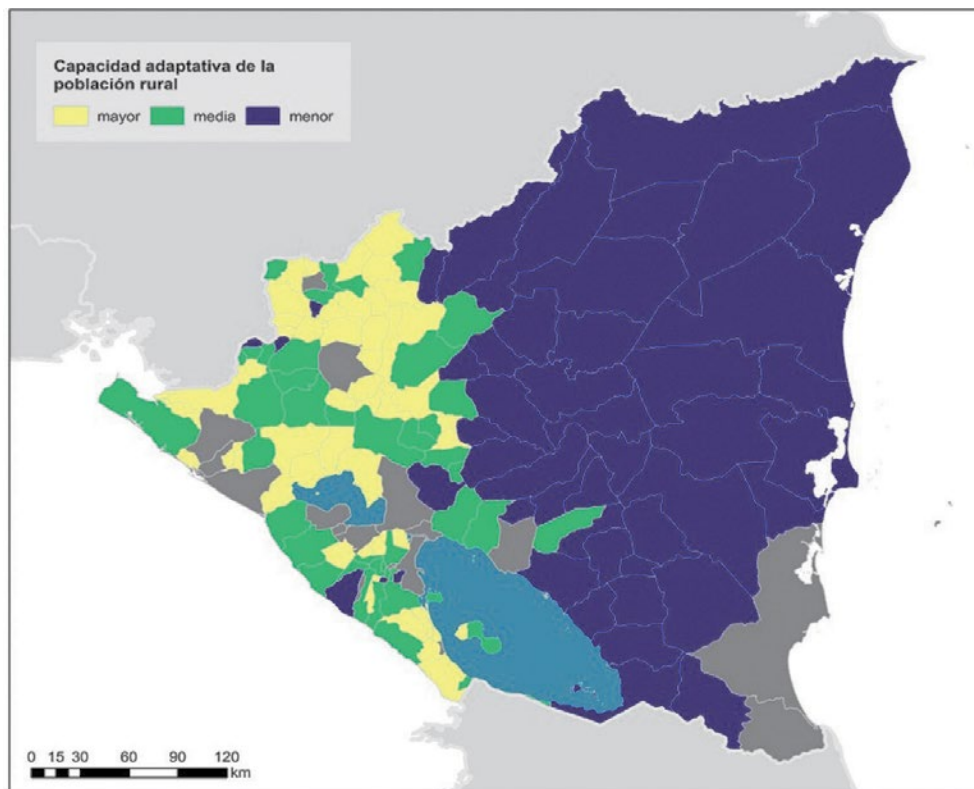 Capacidad adaptativa de la
población rural
mayor media menor
0 15 30 60 90 120
km